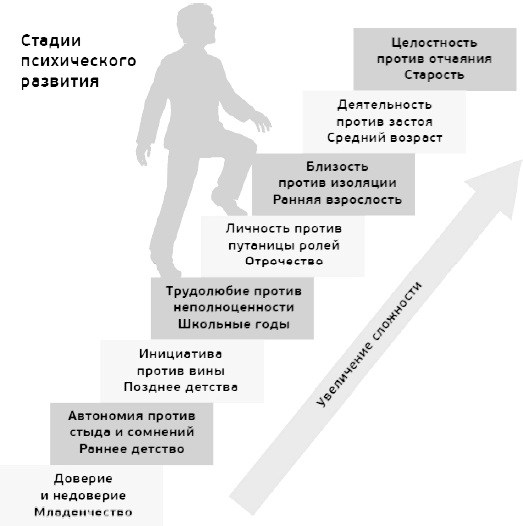 Стадии
психического
развития
Целостность
против отчаяния
Старость
Деятельность
против застоя
Средний возраст
Близость
против изоляции
Ранняя взрослость
Личность против
путаницы ролей
Отрочество
Трудолюбие против
неполноценности
Школьные годы
Инициатива
против вины
Позднее детства
Автономия против
стыда и сомнений
Раннее детство
Доверие
и недоверие
Младенчество
Увеличение сложности